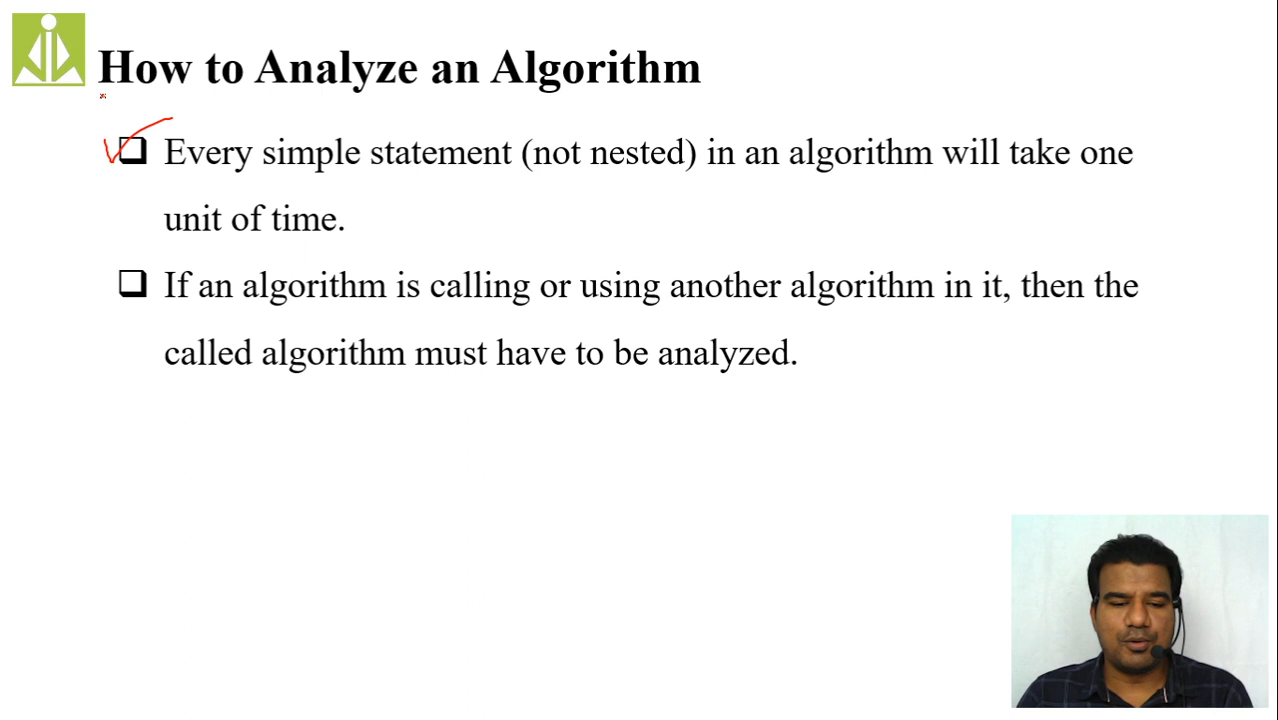 How to Analyze an Algorithm
Every simple statement (not nested) in an algorithm will take one
unit of time.
If an algorithm is calling or using another algorithm in it, then the
called algorithm must have to be analyzed.